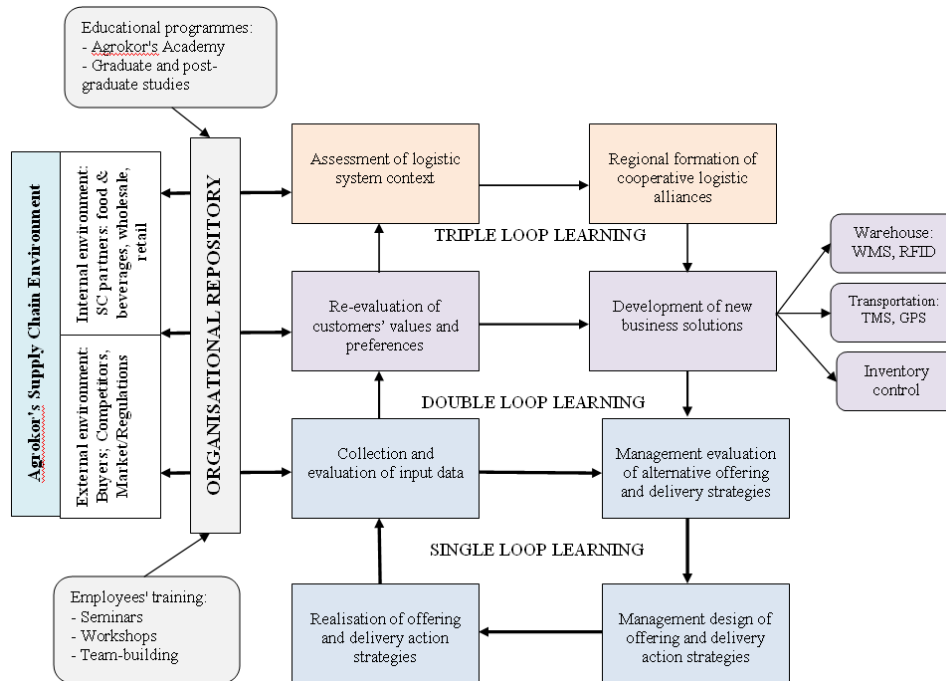 Educational programmes:
- Agrokor's Academy
- Graduate and post-
graduate studies
Agrokor's Supply Chain Environment
Internal environment:
SC partners: food &
beverages, wholesale,
retail
External environment:
Buyers; Competitors,
Market/Regulations
ORGANISATIONAL REPOSITORY
Assessment of logistic
system context
Regional formation of
cooperative logistic
alliances
TRIPLE LOOP LEARNING
Re-evaluation of
customers' values and
preferences
Development of new
business solutions
Warehouse:
WMS, RFID
Transportation:
TMS, GPS
Inventory
control
DOUBLE LOOP LEARNING
Collection and
evaluation of input data
Management evaluation
of alternative offering
and delivery strategies
SINGLE LOOP LEARNING
Employees' training:
- Seminars
- Workshops
- Team-building
Realisation of offering
and delivery action
strategies
Management design of
offering and delivery
action strategies